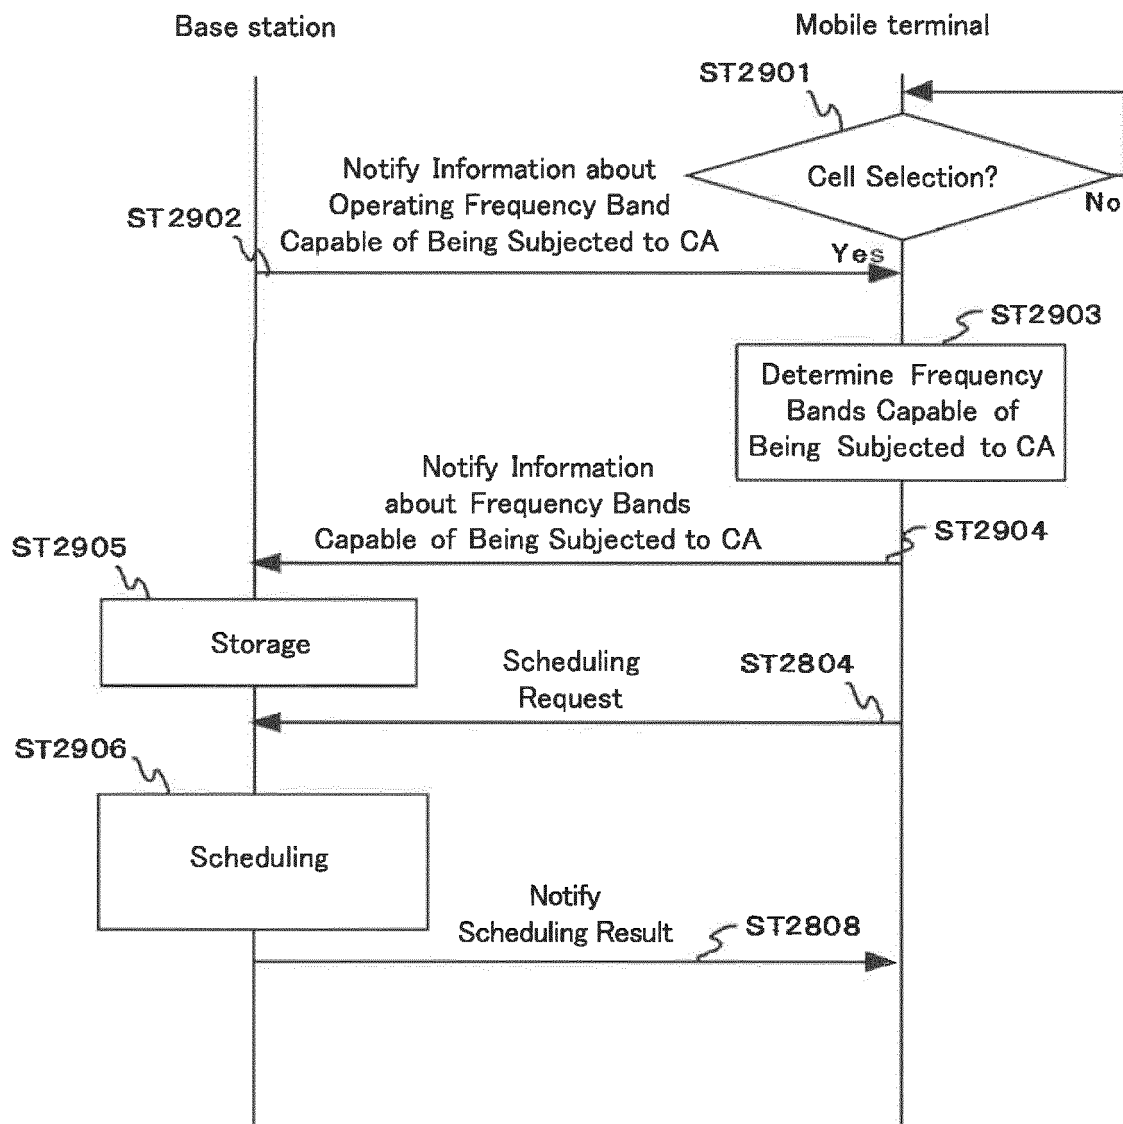 Base station
Mobile terminal
ST2901
Cell Selection?
No
Yes
Notify Information about
Operating Frequency Band
Capable of Being Subjected to CA
ST2902
ST2903
Determine Frequency
Bands Capable of
Being Subjected to CA
Notify Information
about Frequency Bands
Capable of Being Subjected to CA
ST2904
ST2905
Storage
Scheduling
Request
ST2804
ST2906
Scheduling
Notify
Scheduling Result
ST2808